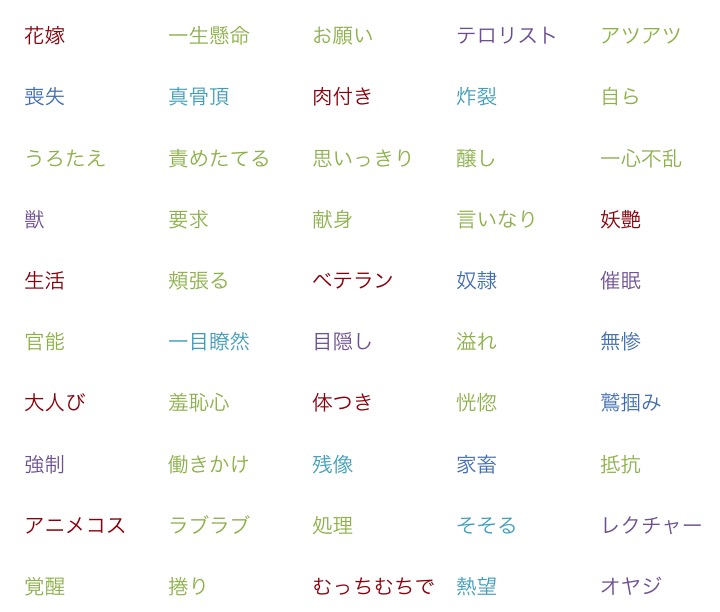 花嫁 一生懸命 お願い テロリスト アツアツ
喪失 真骨頂 肉付き 炸裂 自ら
うろたえ 責めたてる 思いっきり 醸し 一心不乱
獣 要求 献身 言いなり 妖艶
生活 頬張る ベテラン 奴隷 催眠
官能 一目瞭然 目隠し 溢れ 無惨
大人び 羞恥心 体つき 恍惚 鷲掴み
強制 働きかけ 残像 家畜 抵抗
アニメコス ラブラブ 処理 そそる レクチャー
覚醒 捲り むっちむちで 熱望 オヤジ